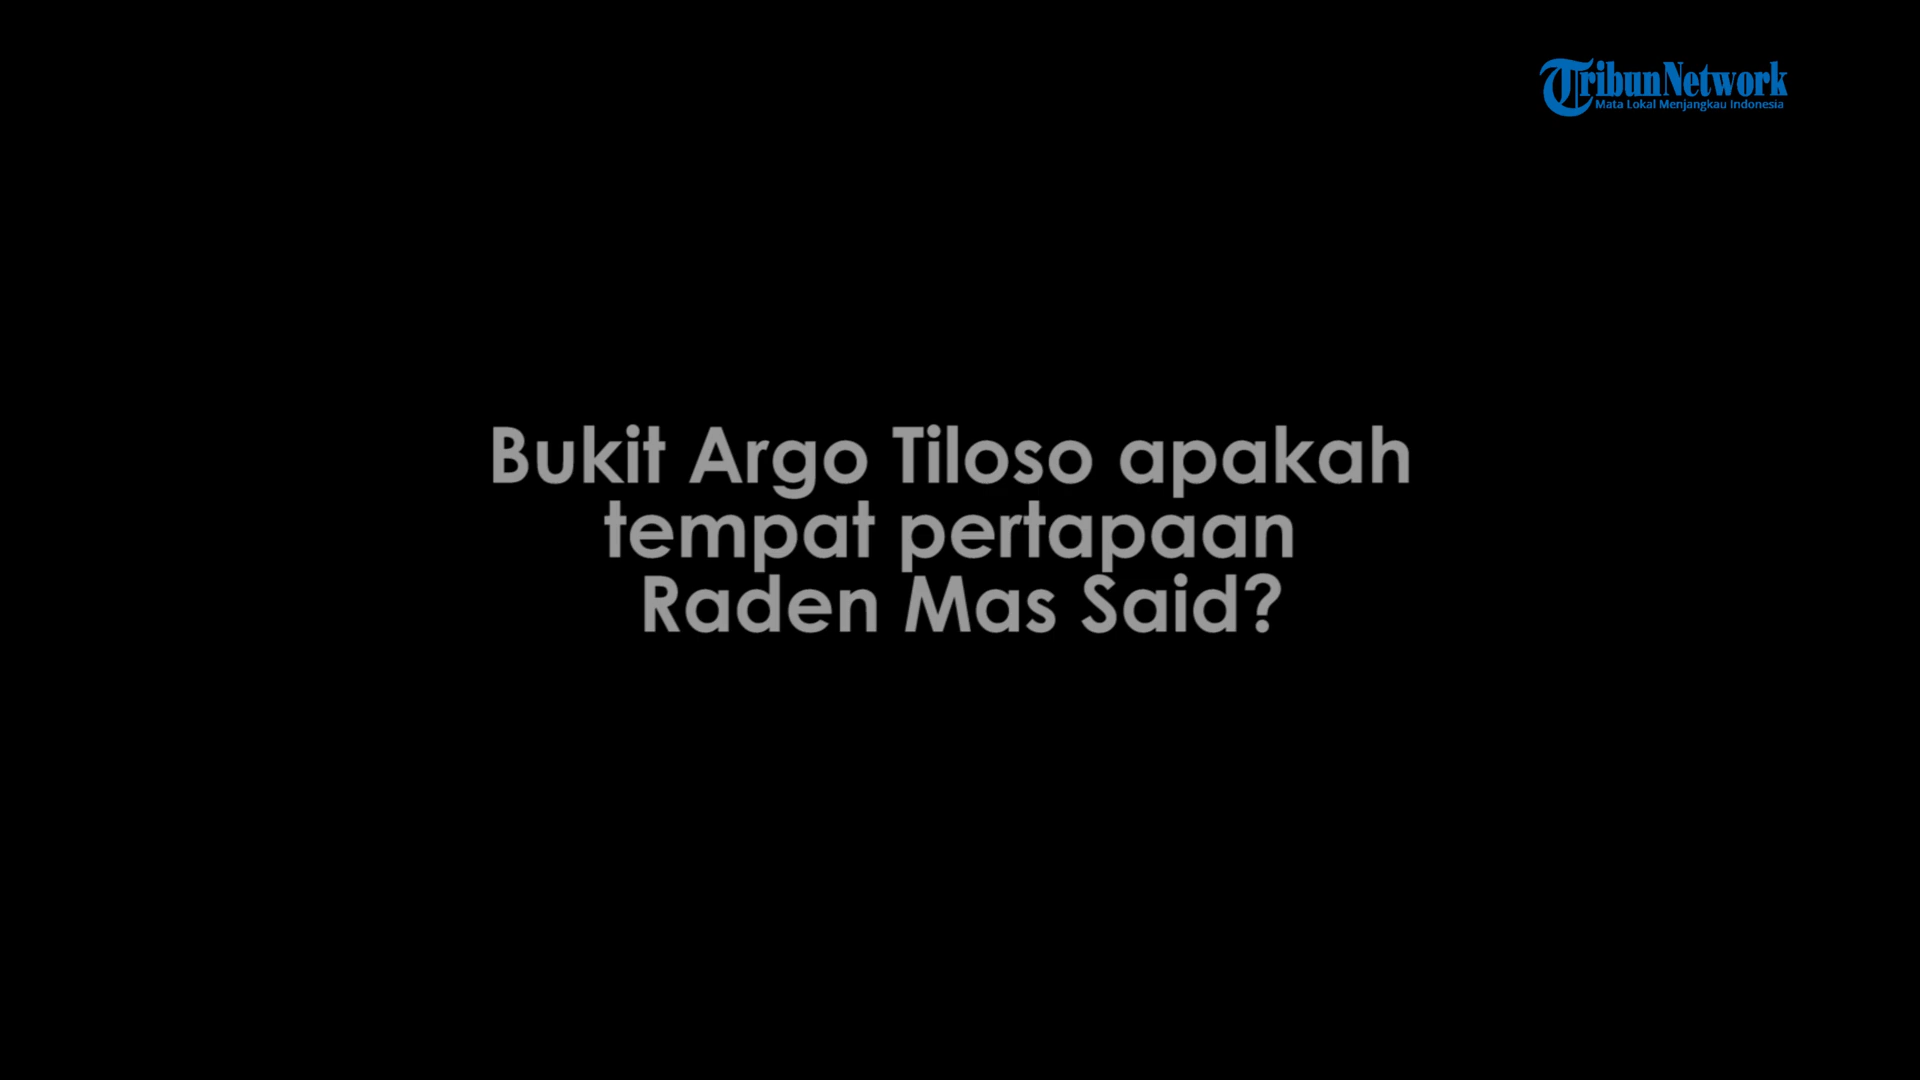 TribunNetwork
Mata Lokal Menjangkau Indonesia
Bukit Argo Tiloso apakah
tempat pertapaan
Raden Mas Said?